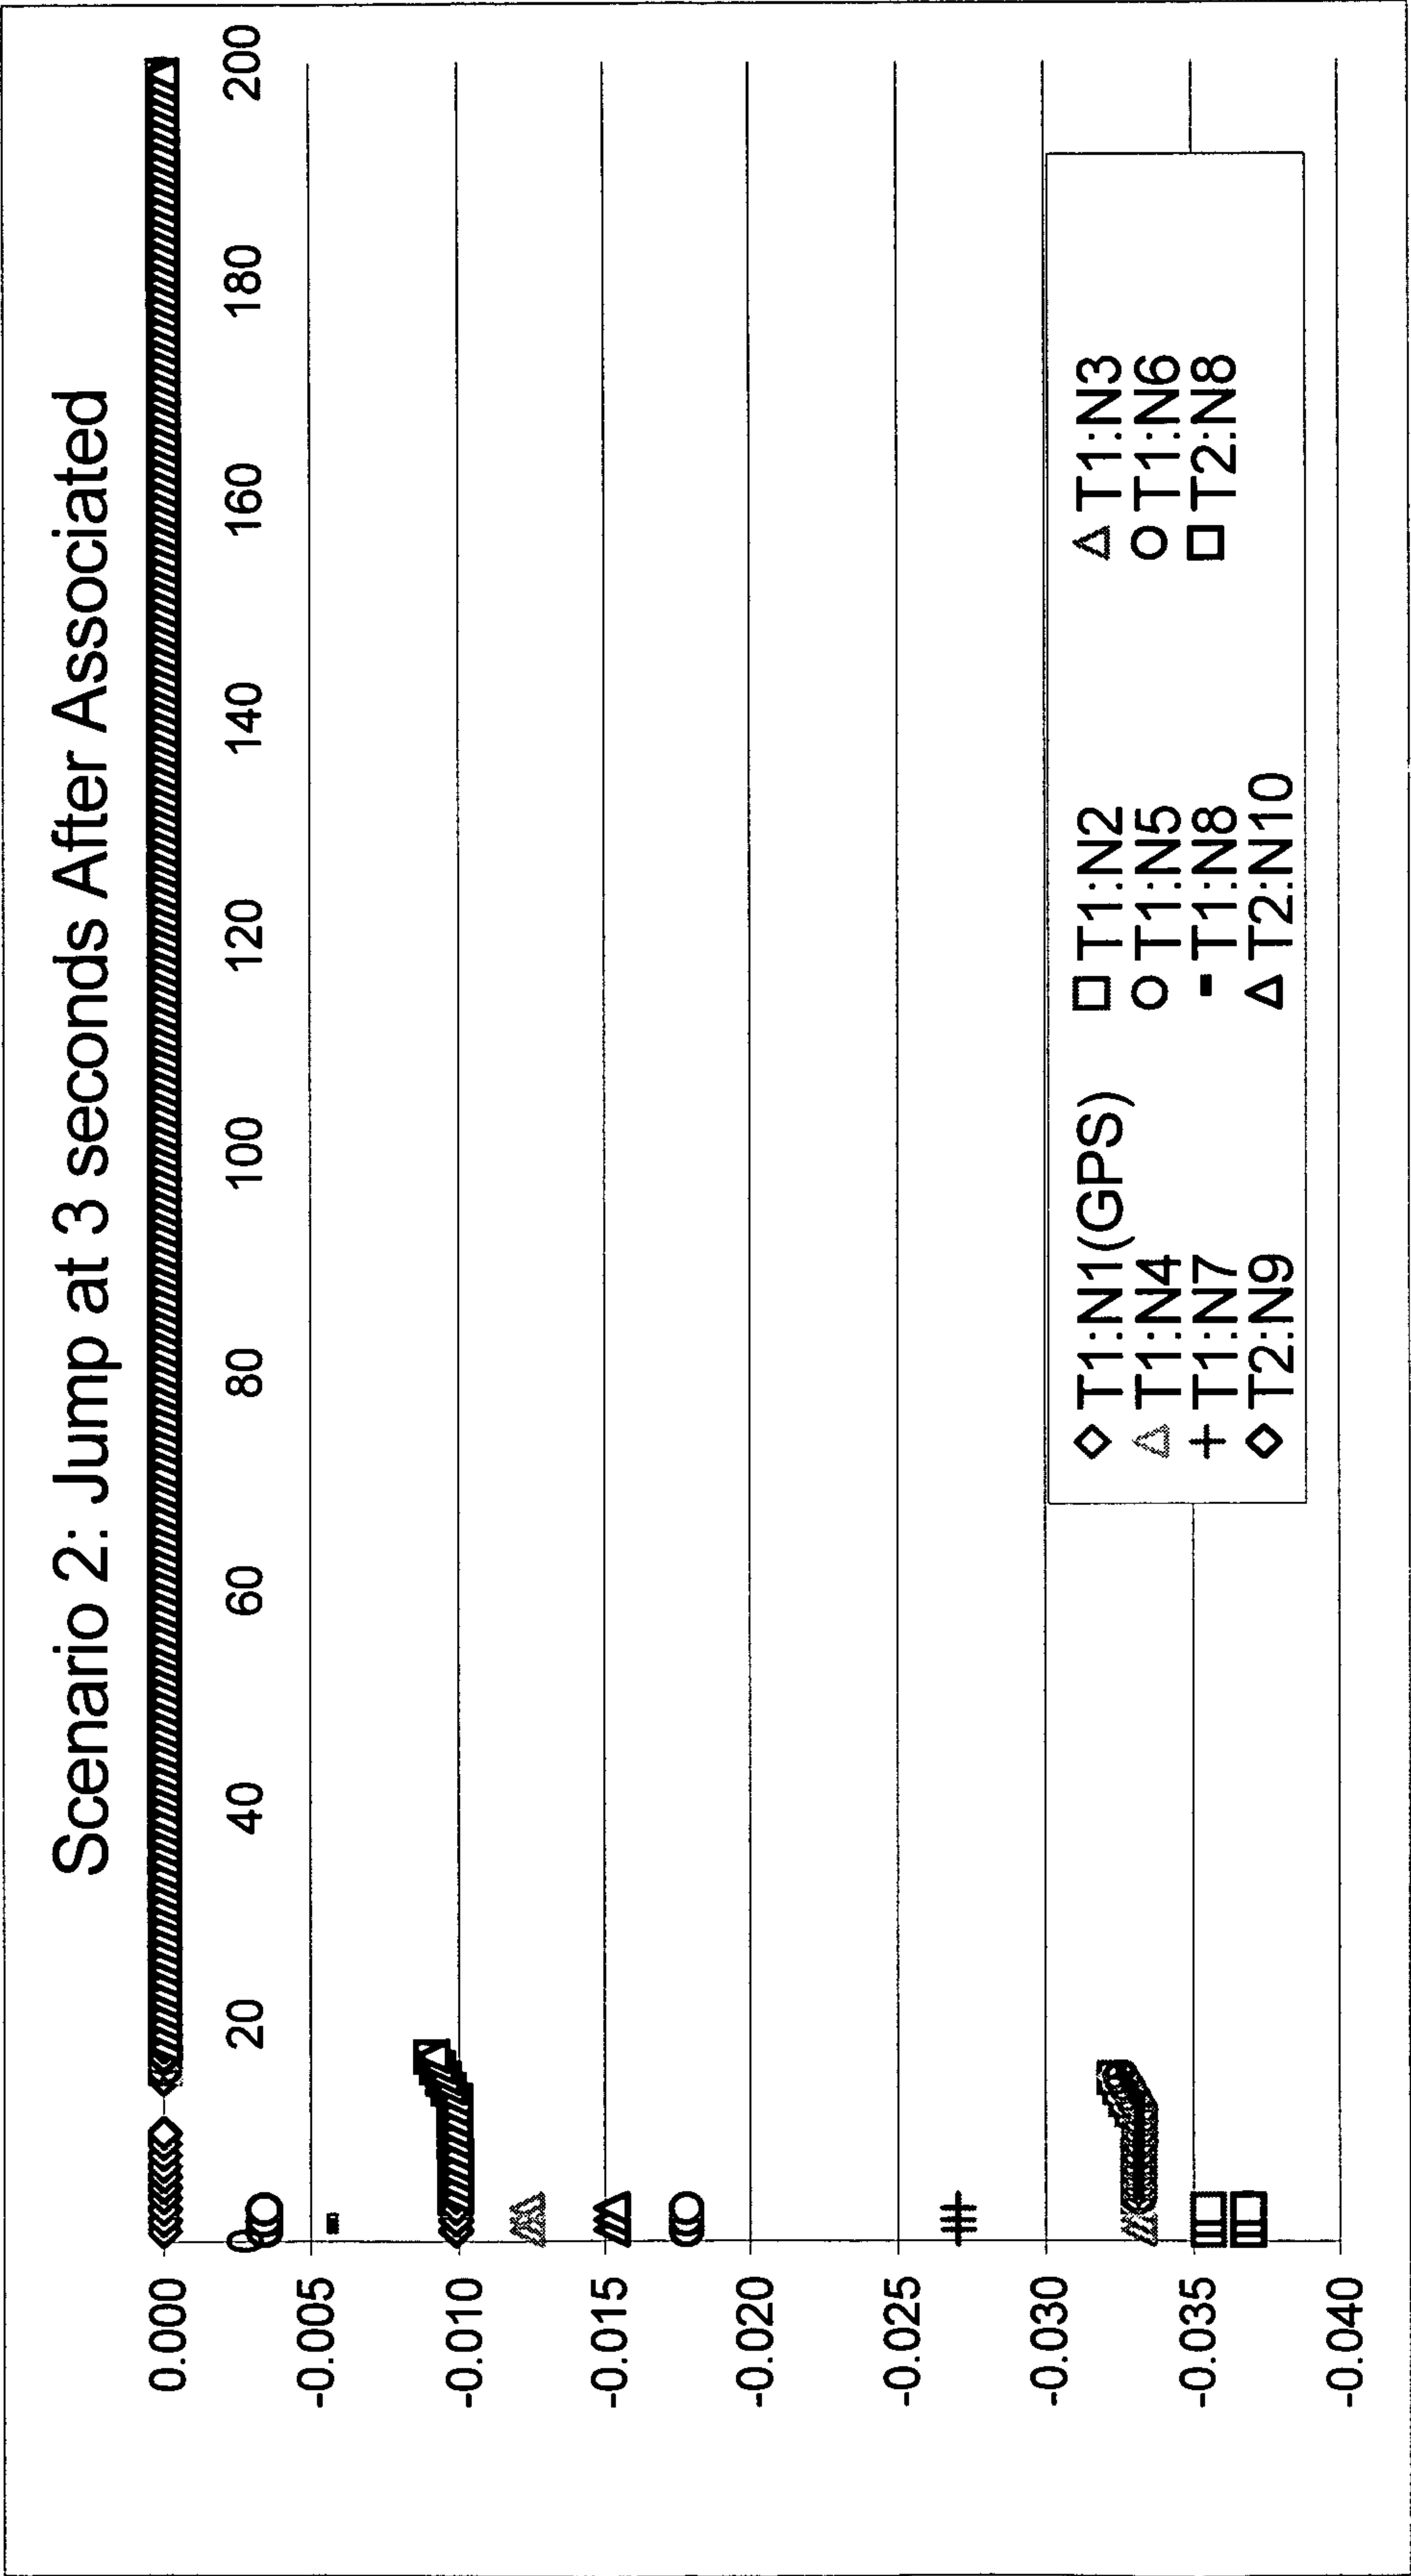 Scenario 2: Jump at 3 seconds After Associated
0.000
-0.005
-0.010
-0.015
-0.020
-0.025
-0.030
-0.035
-0.040
20 40 60 80 100 120 140 160 180 200
T1:N1(GPS) T1:N2 T1:N3
T1:N4 T1:N5 T1:N6
T1:N7 T1:N8 T2:N8
T2:N9 T2:N10